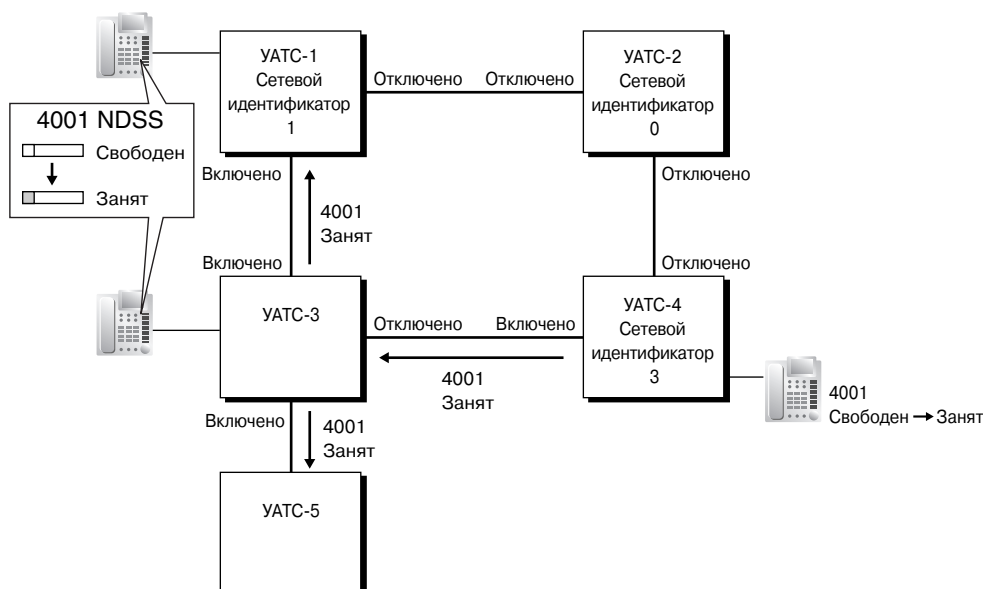 УАТС-1
Сетевой
идентификатор
1
Отключено
Отключено
УАТС-2
Сетевой
идентификатор
0
4001 NDSS
Свободен
Занят
Включено
4001
Занят
Отключено
Включено
Отключено
УАТС-3
Отключено
Включено
УАТС-4
Сетевой
идентификатор
3
4001
Занят
4001
Свободен → Занят
Включено
4001
Занят
УАТС-5